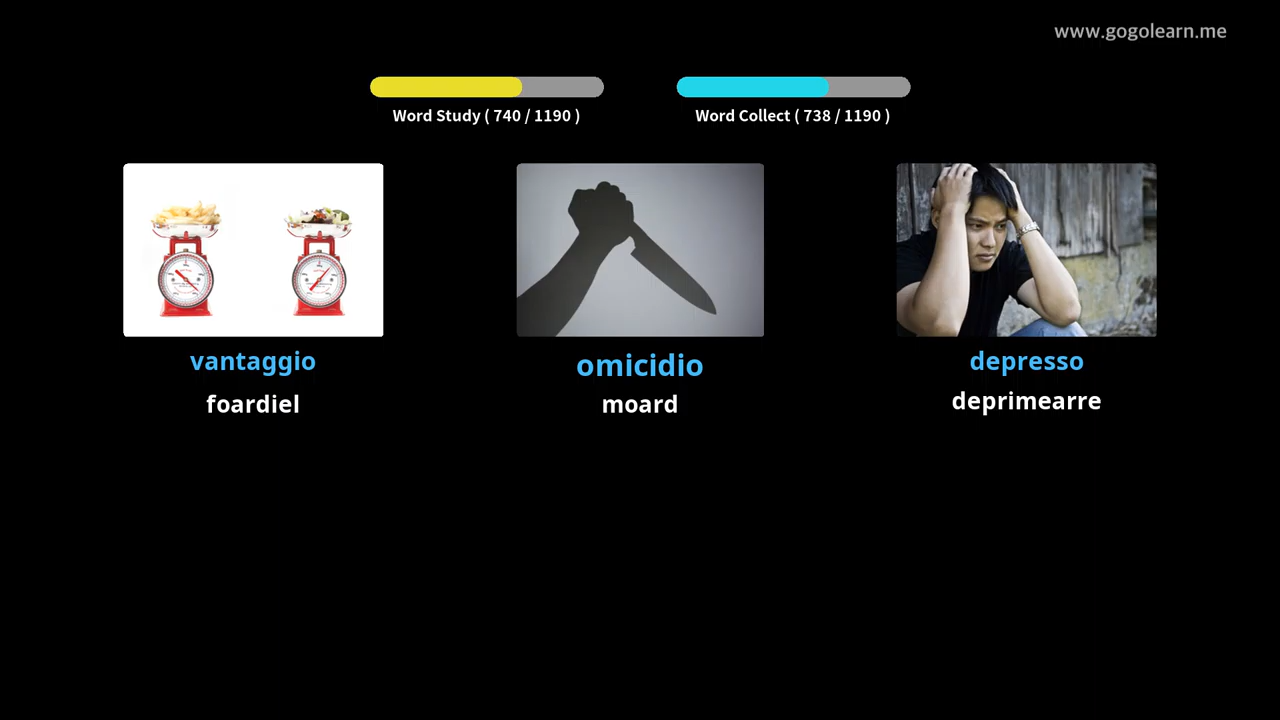 www.gogolearn.me
Word Study ( 740 / 1190 )
Word Collect ( 738 / 1190 )
vantaggio
omicidio
depresso
foardiel
moard
deprimearre